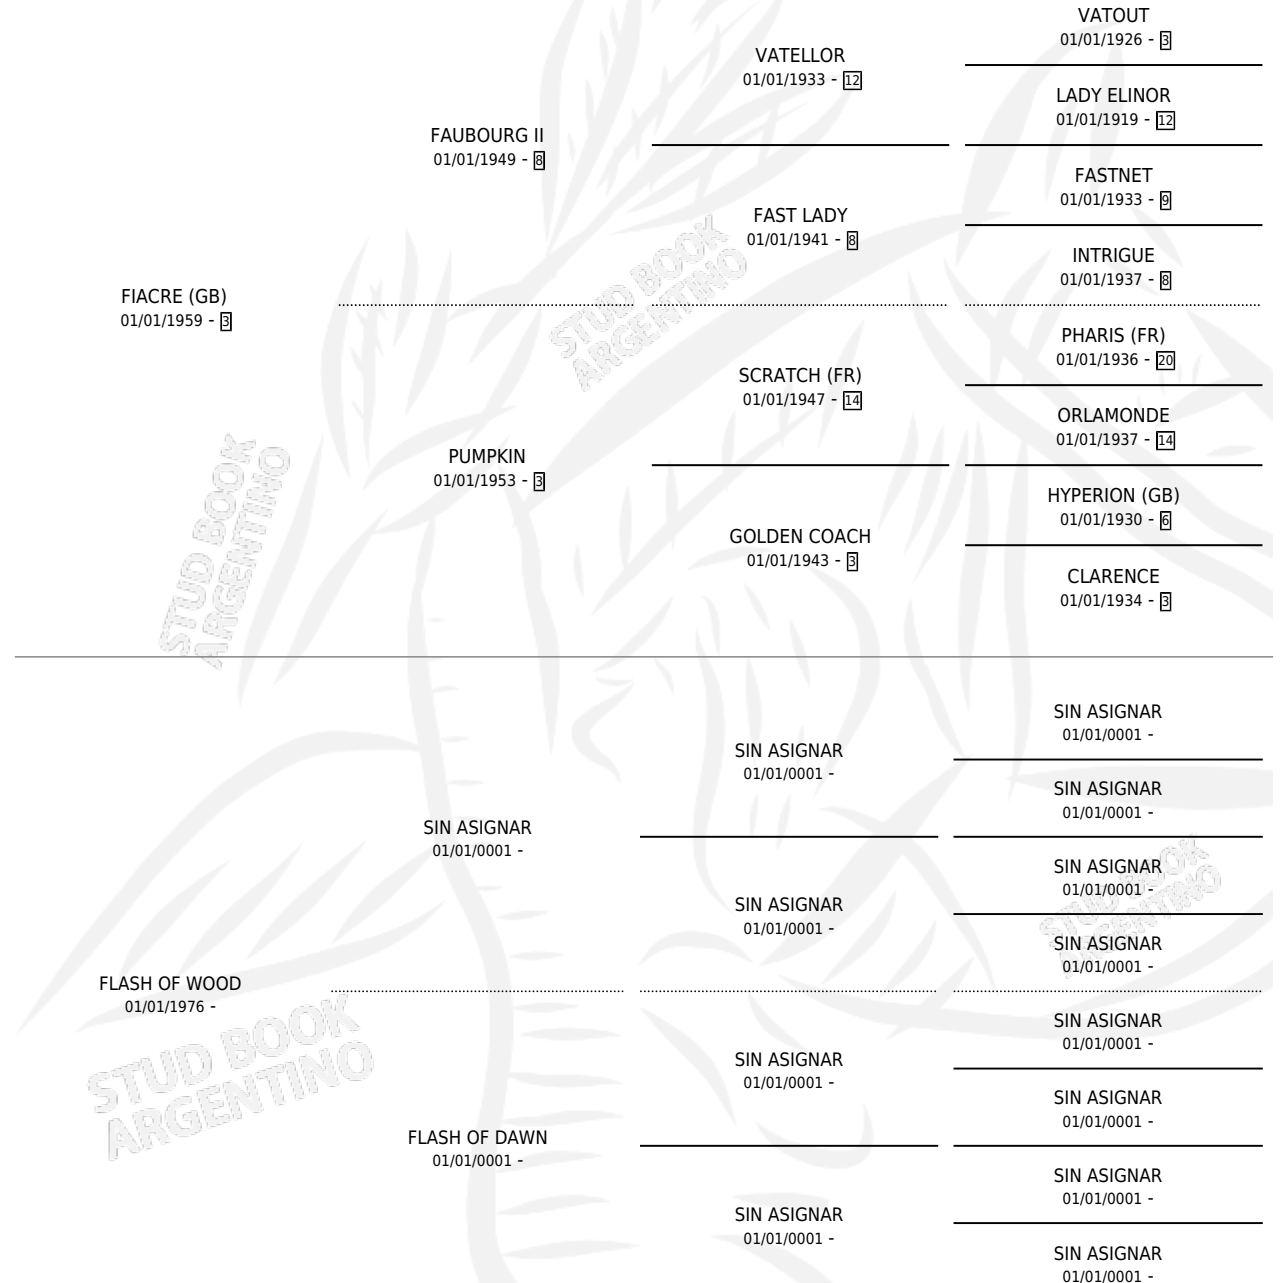 VATOUT
01/01/1926 - 3
VATELLOR
01/01/1933 - 12
LADY ELINOR
01/01/1919 - 12
FAUBOURG II
01/01/1949 - 8
FASTNET
01/01/1933 - 9
FAST LADY
01/01/1941 - 8
INTRIGUE
01/01/1937 - 8
FIACRE (GB)
01/01/1959 - 3
PHARIS (FR)
01/01/1936 - 20
SCRATCH (FR)
01/01/1947 - 14
ORLAMONDE
01/01/1937 - 14
PUMPKIN
01/01/1953 - 3
HYPERION (GB)
01/01/1930 - 6
GOLDEN COACH
01/01/1943 - 3
CLARENCE
01/01/1934 - 3
SIN ASIGNAR
01/01/0001 -
SIN ASIGNAR
01/01/0001 -
SIN ASIGNAR
01/01/0001 -
SIN ASIGNAR
01/01/0001 -
SIN ASIGNAR
01/01/0001 -
SIN ASIGNAR
01/01/0001 -
SIN ASIGNAR
01/01/0001 -
FLASH OF WOOD
01/01/1976 -
SIN ASIGNAR
01/01/0001 -
SIN ASIGNAR
01/01/0001 -
SIN ASIGNAR
01/01/0001 -
FLASH OF DAWN
01/01/0001 -
SIN ASIGNAR
01/01/0001 -
SIN ASIGNAR
01/01/0001 -
SIN ASIGNAR
01/01/0001 -
STUD BOOK
ARGENTINO
STUD BOOK
ARGENTINO
STUD BOOK
ARGENTINO
STUD BOOK
ARGENTINO